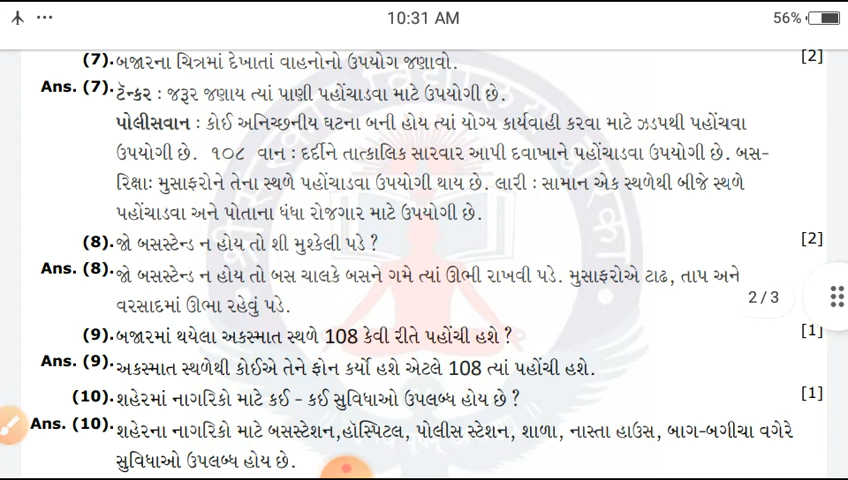 10:31 AM
56%
(7). બજારના ચિત્રમાં દેખાતાં વાહનોનો ઉપયોગ જણાવો. [2]
Ans. (7). ટૅન્કર : જરૂર જણાય ત્યાં પાણી પહોંચાડવા માટે ઉપયોગી છે.
પોલીસવાન : કોઈ અનિચ્છનીય ઘટના બની હોય ત્યાં યોગ્ય કાર્યવાહી કરવા માટે ઝડપથી પહોંચવા
ઉપયોગી છે. ૧૦૮ વાન : દર્દીને તાત્કાલિક સારવાર આપી દવાખાને પહોંચાડવા ઉપયોગી છે. બસ-
રિક્ષાઃ મુસાફરોને તેના સ્થળે પહોંચાડવા ઉપયોગી થાય છે. લારી : સામાન એક સ્થળેથી બીજે સ્થળે
પહોંચાડવા અને પોતાના ધંધા રોજગાર માટે ઉપયોગી છે.
(8). જો બસસ્ટેન્ડ ન હોય તો શી મુશ્કેલી પડે ? [2]
Ans. (8). જો બસસ્ટેન્ડ ન હોય તો બસ ચાલકે બસને ગમે ત્યાં ઊભી રાખવી પડે. મુસાફરોએ ટાઢ, તાપ અને
વરસાદમાં ઊભા રહેવું પડે.
2 / 3
(9). બજારમાં થયેલા અકસ્માત સ્થળે 108 કેવી રીતે પહોંચી હશે ? [1]
Ans. (9). અકસ્માત સ્થળેથી કોઈએ તેને ફોન કર્યો હશે એટલે 108 ત્યાં પહોંચી હશે.
(10). શહેરમાં નાગરિકો માટે કઈ - કઈ સુવિધાઓ ઉપલબ્ધ હોય છે ? [1]
Ans. (10). શહેરના નાગરિકો માટે બસસ્ટેશન,હૉસ્પિટલ, પોલીસ સ્ટેશન, શાળા, નાસ્તા હાઉસ, બાગ-બગીચા વગેરે
સુવિધાઓ ઉપલબ્ધ હોય છે.